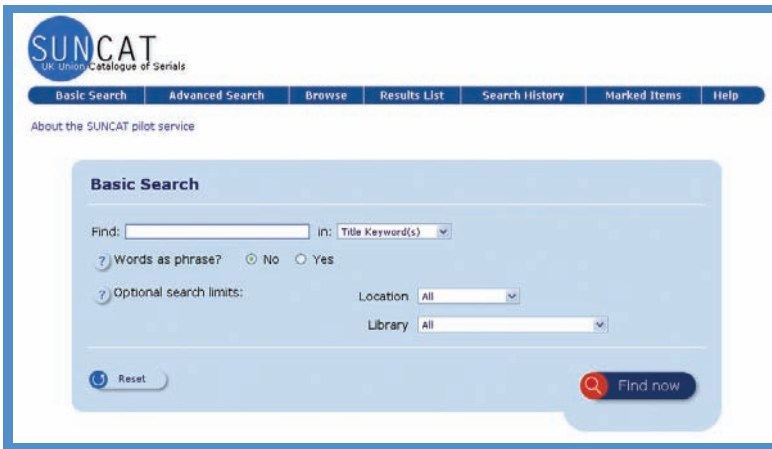 SUNCAT
UK Union Catalogue of Serials
Basic Search Advanced Search Browse Results List Search History Marked Items Help
About the SUNCAT pilot service
Basic Search
Find: in: Title Keyword(s)
? Words as phrase? No Yes
? Optional search limits: Location All
Library All
Reset Find now